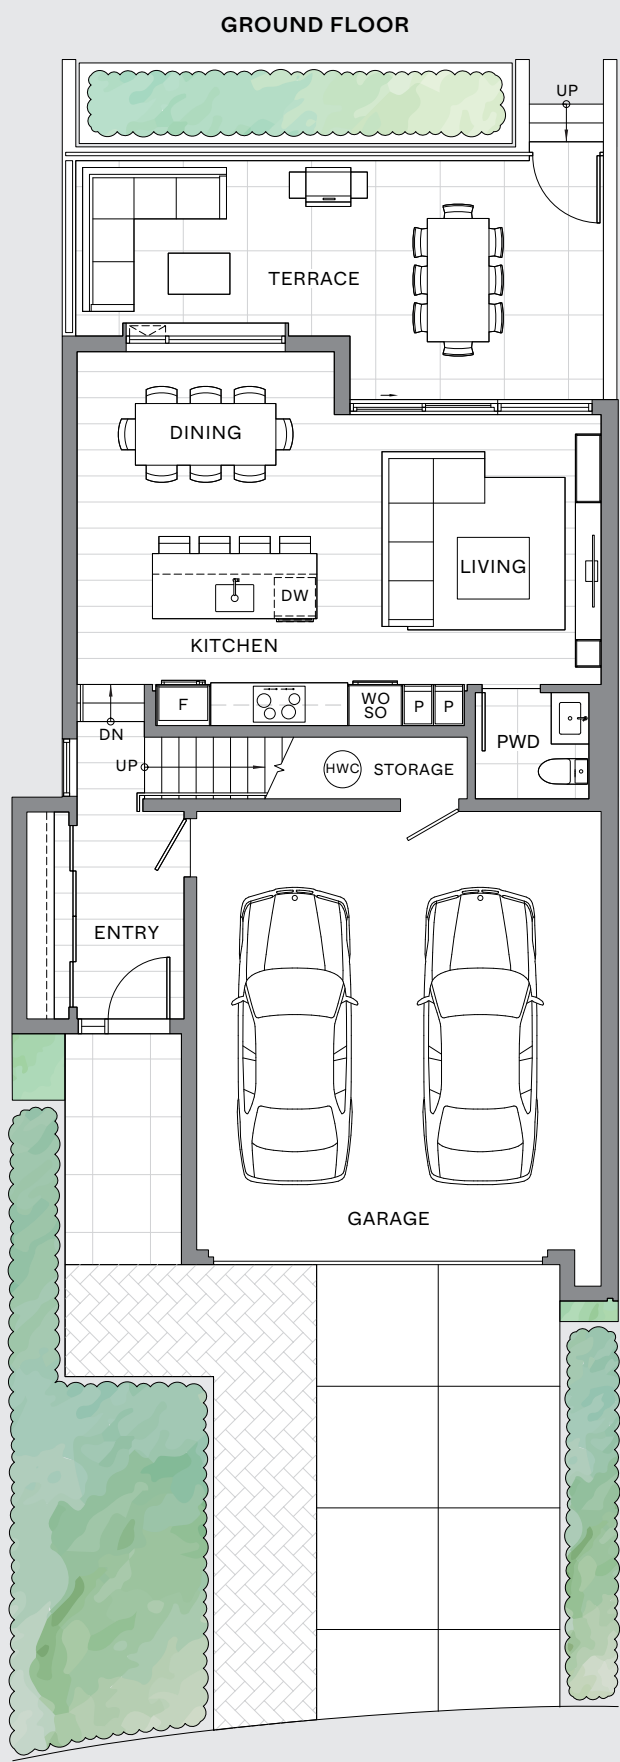 GROUND FLOOR
UP
TERRACE
DINING
LIVING
DW
KITCHEN
F
WO
SO
P
P
DN
PWD
UP
HWC
STORAGE
ENTRY
GARAGE